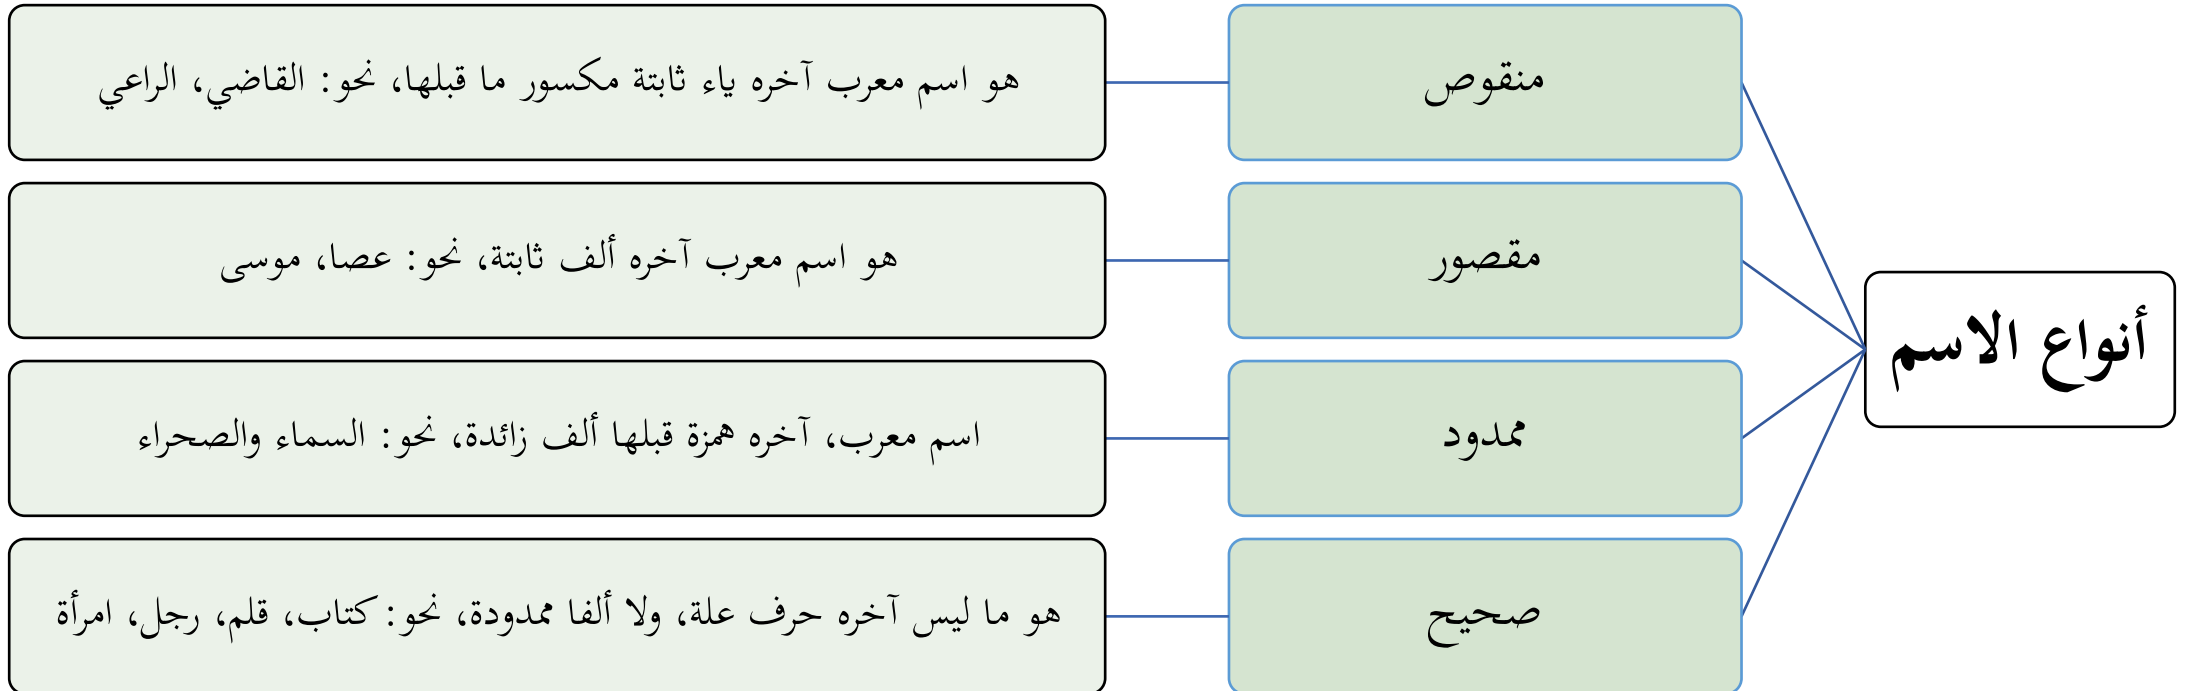 أنواع الاسم
منقوص
هو اسم معرب آخره ياء ثابتة مكسور ما قبلها، نحو: القاضي، الراعي
مقصور
هو اسم معرب آخره ألف ثابتة، نحو: عصا، موسى
ممدود
اسم معرب، آخره همزة قبلها ألف زائدة، نحو: السماء والصحراء
صحيح
هو ما ليس آخره حرف علة، ولا ألفا ممدودة، نحو: كتاب، قلم، رجل، امرأة